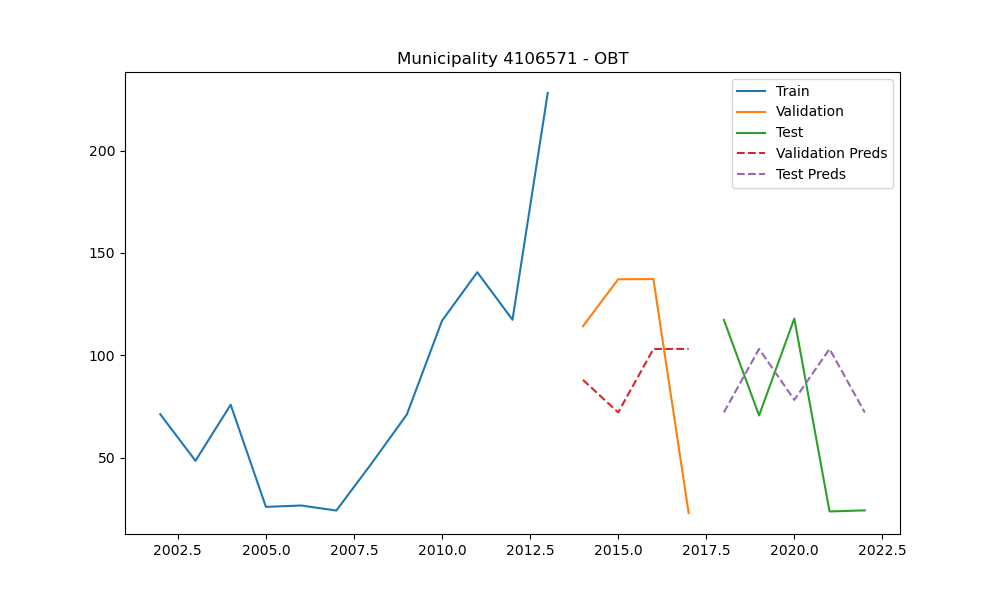 Municipality 4106571 - OBT
Train
Validation
Test
Validation Preds
Test Preds
200
150
100
50
2002.5 2005.0 2007.5 2010.0 2012.5 2015.0 2017.5 2020.0 2022.5